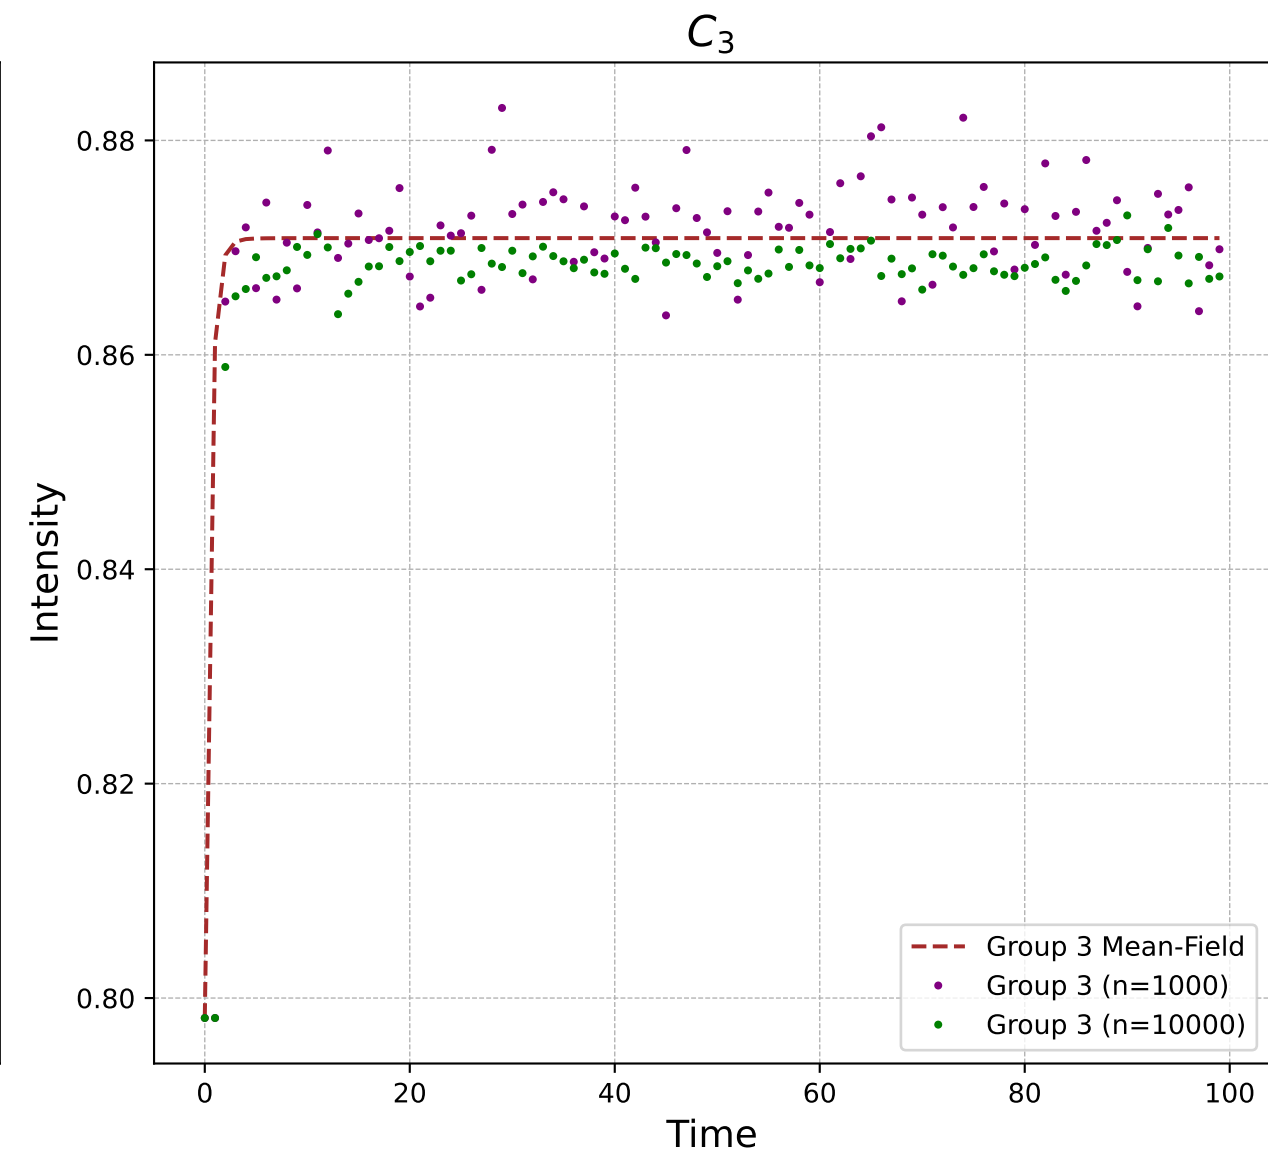 C3
Intensity
0.88
0.86
0.84
0.82
0.80
0 20 40 60 80 100
Time
Group 3 Mean-Field
Group 3 (n=1000)
Group 3 (n=10000)